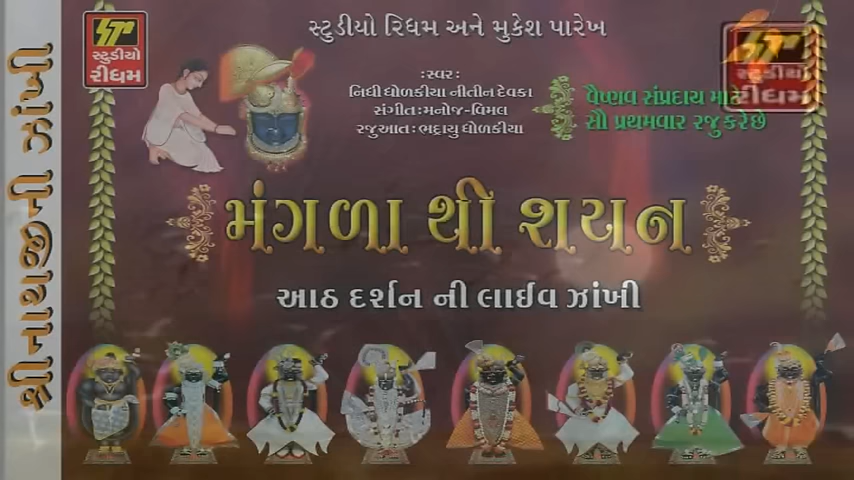 સ્ટુડીયો રિધમ અને મુકેશ પારેખ
સ્ટુડીયો
રીધમ
સ્ટુડીયો
રીધમ
:સ્વર:
નિધી ધોળકીયા નીતીન દેવકા
સંગીત:મનોજ-વિમલ
રજુઆત:ભદ્રાયુ ધોળકીયા
વૈષ્ણવ સંપ્રદાય માટે
સૌ પ્રથમવાર રજુ કરે છે
મંગળા થી શયન
આઠ દર્શન ની લાઈવ ઝાંખી
શ્રીનાથજીની ઝાંખી